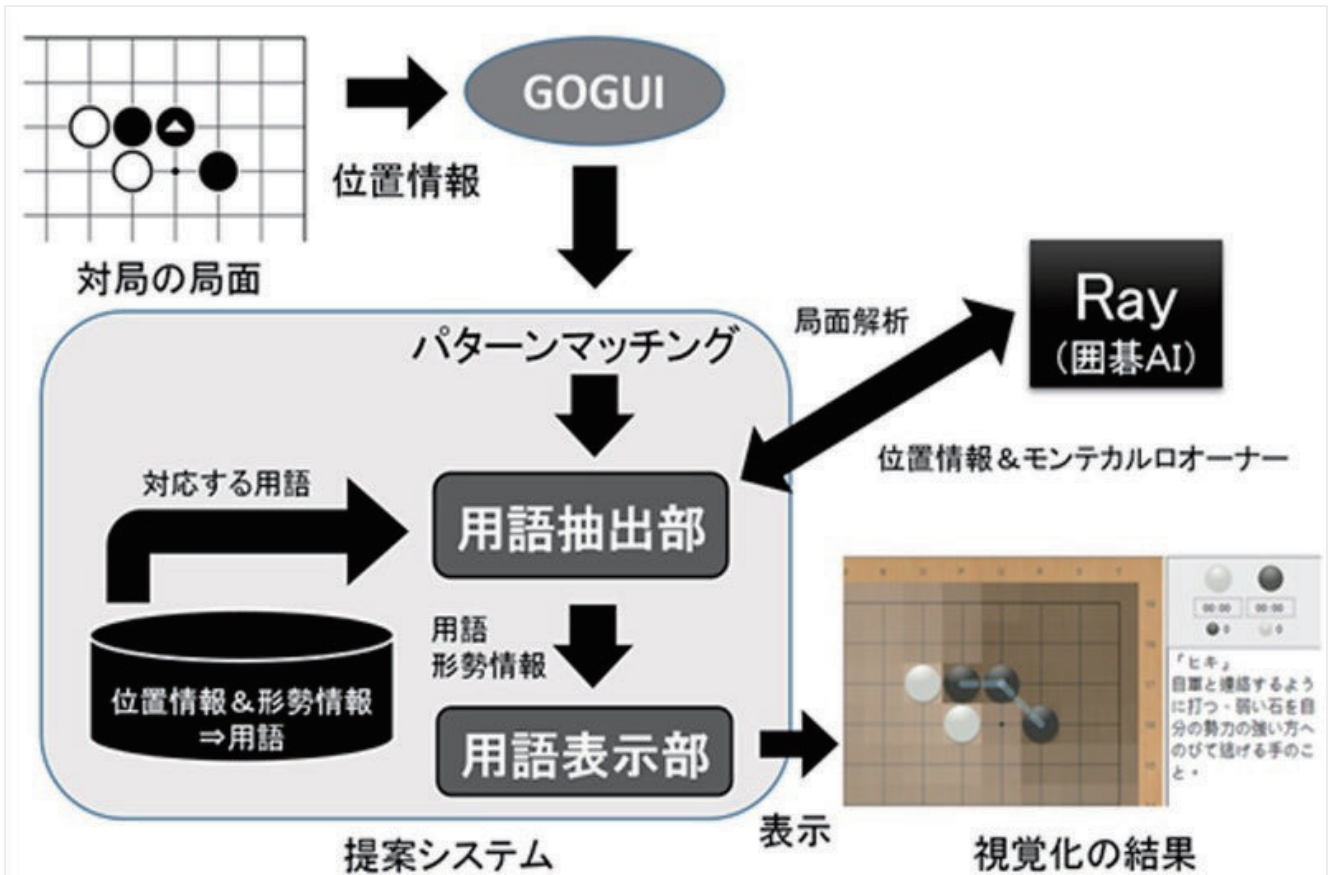 GOGUI
位置情報
対局の局面
パターンマッチング
局面解析
Ray
(囲碁AI)
位置情報&モンテカルロオーナー
対応する用語
用語抽出部
用語
形勢情報
位置情報&形勢情報
⇒用語
用語表示部
表示
提案システム
00:00 00:00
0 0
「ヒキ」
自軍と連絡するよう
に打つ、弱い石を自
分の勢力の強い方へ
のびて逃げる手のこ
と。
視覚化の結果